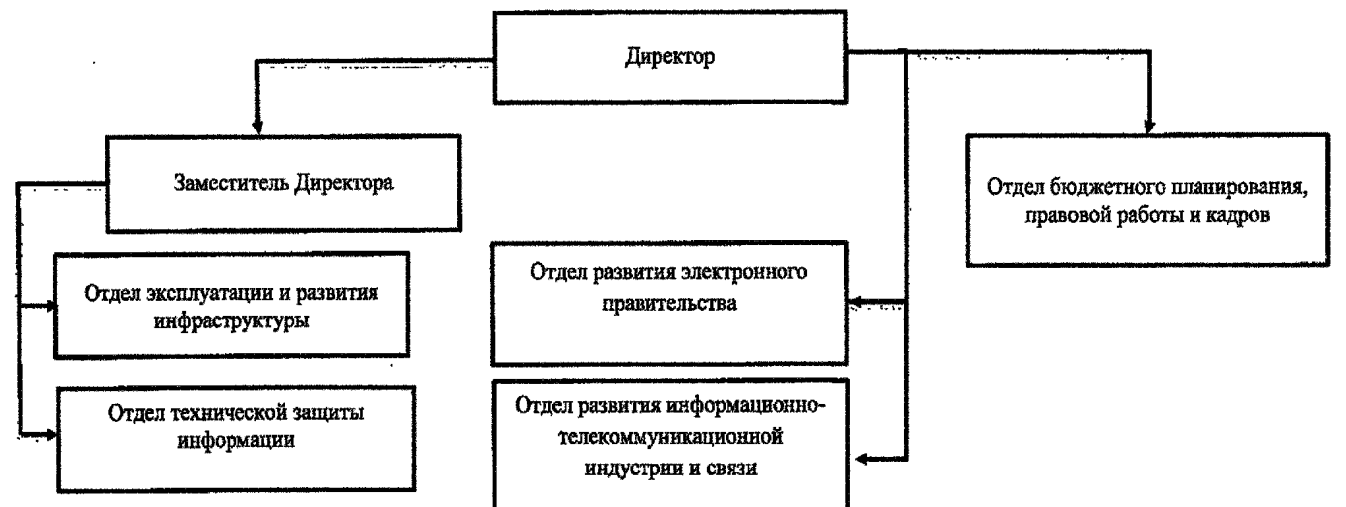 Директор
Заместитель Директора
Отдел бюджетного планирования,
правовой работы и кадров
Отдел эксплуатации и развития
инфраструктуры
Отдел развития электронного
правительства
Отдел технической защиты
информации
Отдел развития информационно-
телекоммуникационной
индустрии и связи